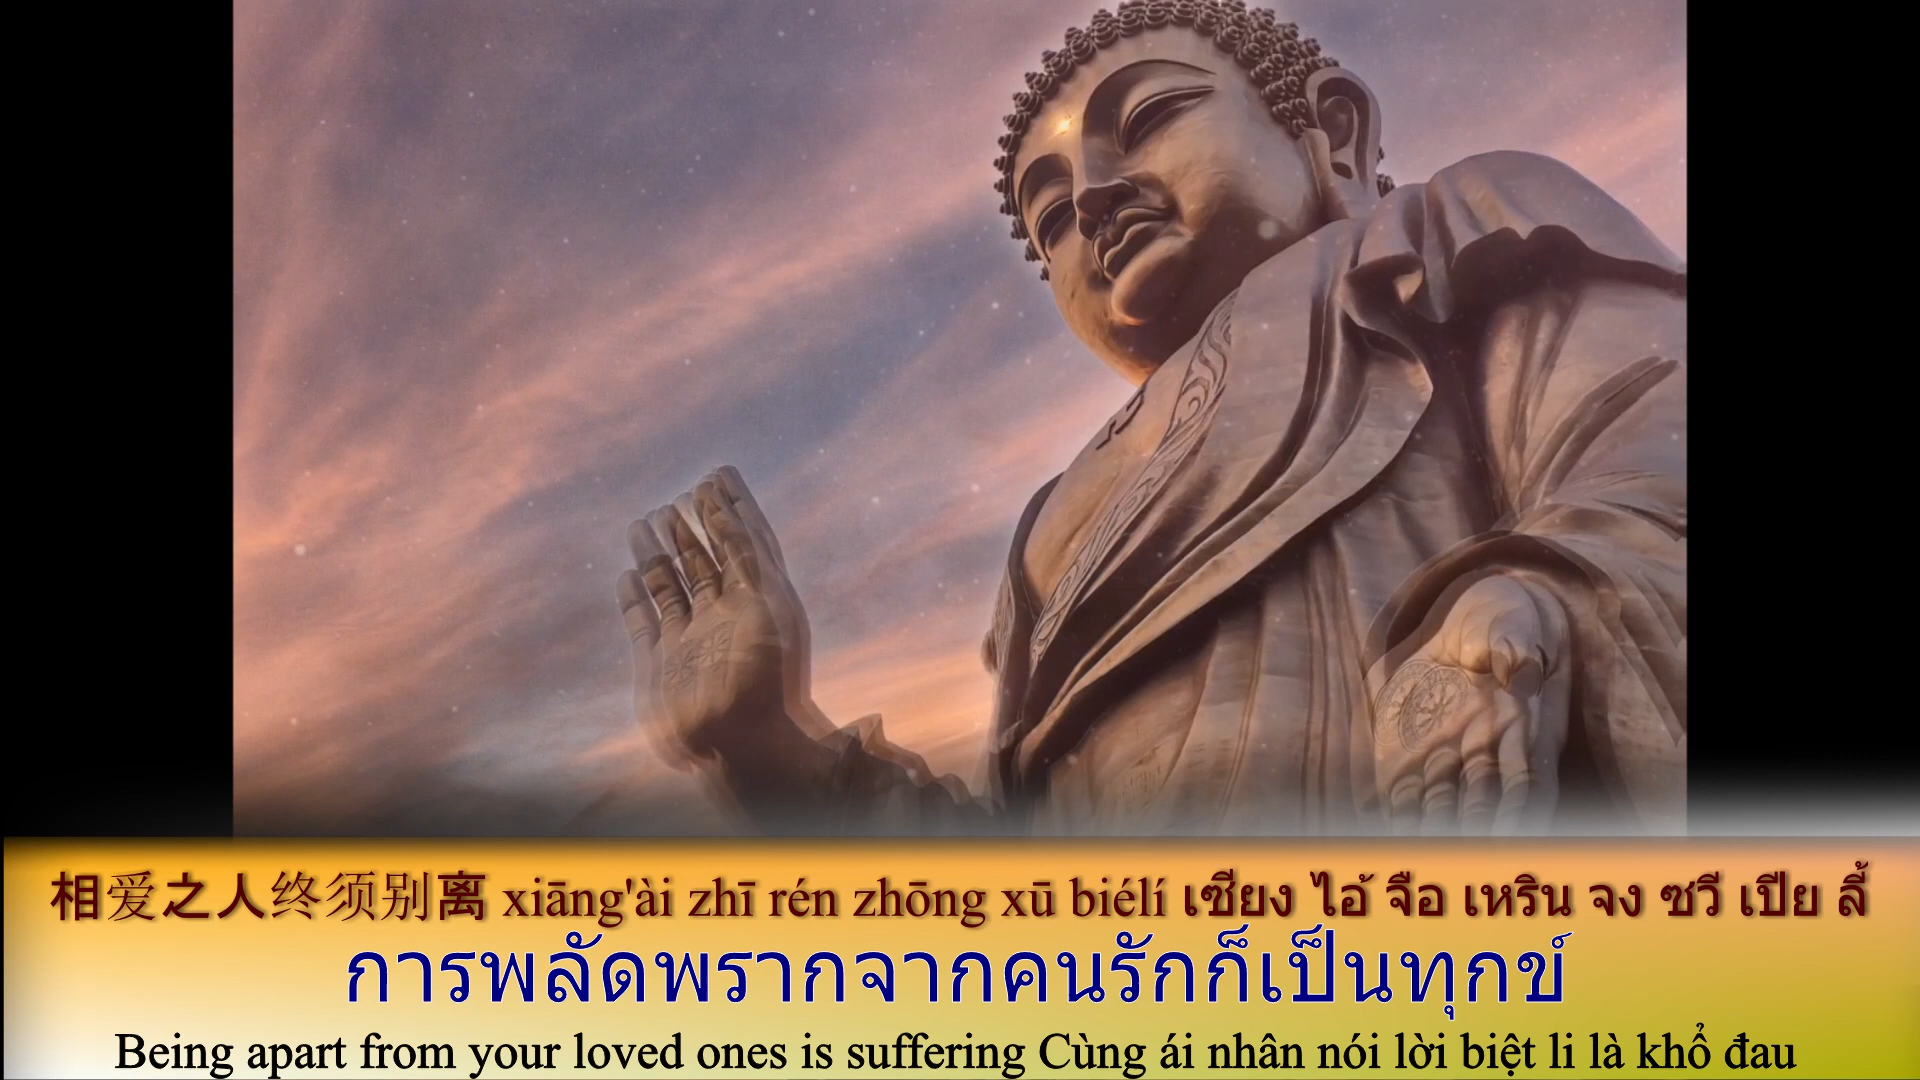 相爱之人终须别离 xiāng'ài zhī rén zhōng xū biélí เซียง ไอ้ จือ เหริน จง ซวี เปีย ลี้
การพลัดพรากจากคนรักก็เป็นทุกข์
Being apart from your loved ones is suffering Cùng ái nhân nói lời biệt li là khổ đau